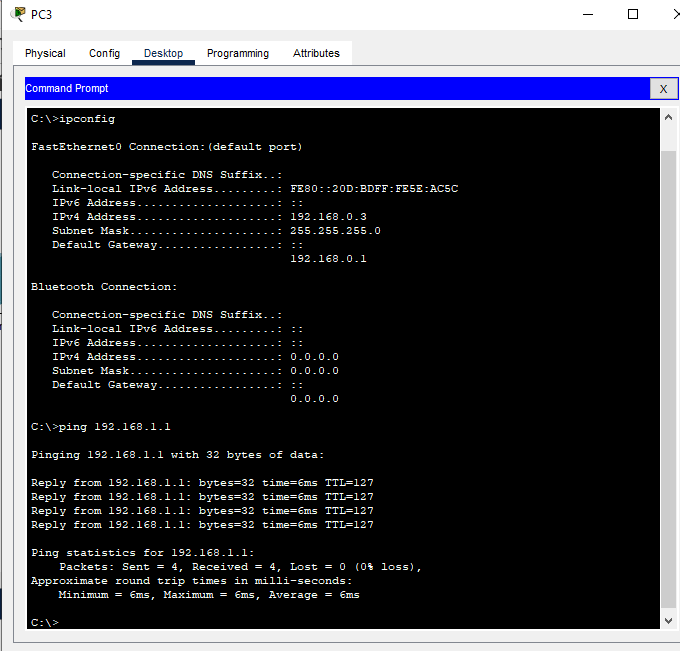 PC3
Physical Config Desktop Programming Attributes
Command Prompt X
C:\>ipconfig
FastEthernet0 Connection:(default port)
Connection-specific DNS Suffix..:
Link-local IPv6 Address.........: FE80::20D:BDFF:FE5E:AC5C
IPv6 Address....................: ::
IPv4 Address....................: 192.168.0.3
Subnet Mask.....................: 255.255.255.0
Default Gateway.................: ::
192.168.0.1
Bluetooth Connection:
Connection-specific DNS Suffix..:
Link-local IPv6 Address.........: ::
IPv6 Address....................: ::
IPv4 Address....................: 0.0.0.0
Subnet Mask.....................: 0.0.0.0
Default Gateway.................: ::
0.0.0.0
C:\>ping 192.168.1.1
Pinging 192.168.1.1 with 32 bytes of data:
Reply from 192.168.1.1: bytes=32 time=6ms TTL=127
Reply from 192.168.1.1: bytes=32 time=6ms TTL=127
Reply from 192.168.1.1: bytes=32 time=6ms TTL=127
Reply from 192.168.1.1: bytes=32 time=6ms TTL=127
Ping statistics for 192.168.1.1:
Packets: Sent = 4, Received = 4, Lost = 0 (0% loss),
Approximate round trip times in milli-seconds:
Minimum = 6ms, Maximum = 6ms, Average = 6ms
C:\>